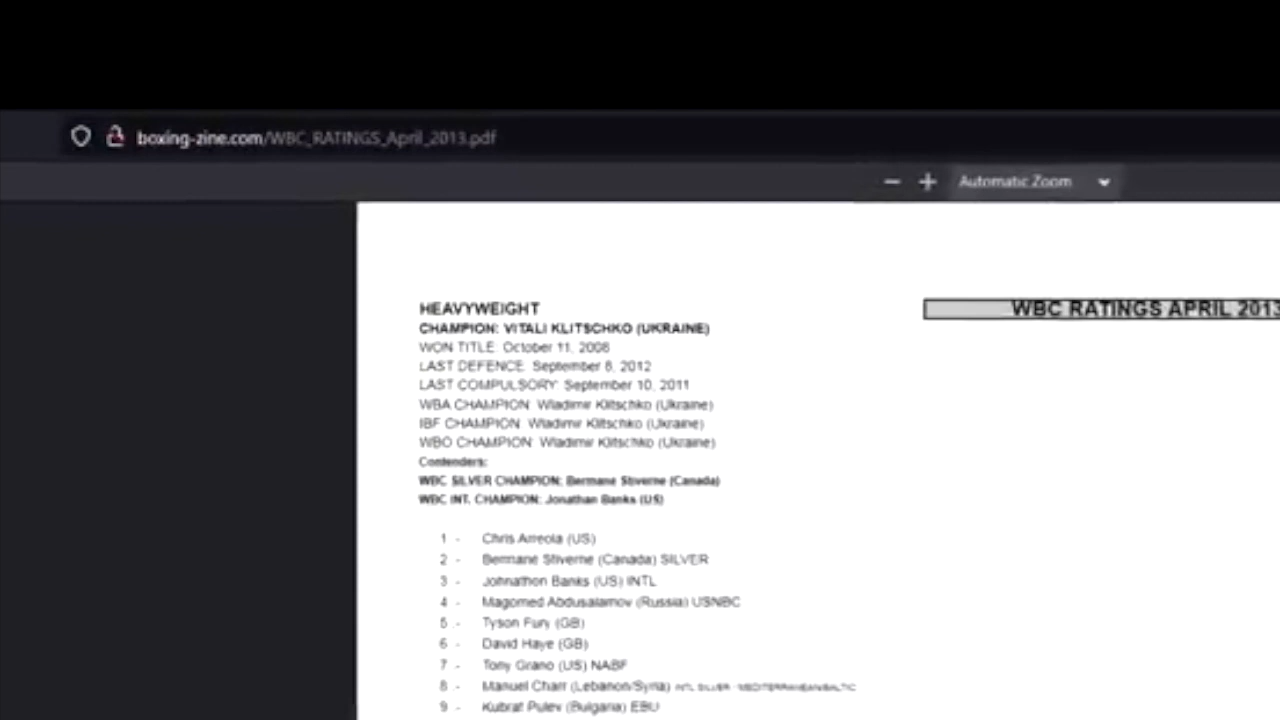 boxing-zine.com/WBC_RATINGS_April_2013.pdf
Automatic Zoom
WBC RATINGS APRIL 2013
HEAVYWEIGHT
CHAMPION: VITALI KLITSCHKO (UKRAINE)
WON TITLE: October 11, 2008
LAST DEFENCE: September 8, 2012
LAST COMPULSORY: September 10, 2011
WBA CHAMPION: Wladimir Klitschko (Ukraine)
IBF CHAMPION: Wladimir Klitschko (Ukraine)
WBO CHAMPION: Wladimir Klitschko (Ukraine)
Contenders:
WBC SILVER CHAMPION: Bermane Stiverne (Canada)
WBC INT. CHAMPION: Jonathan Banks (US)
1 - Chris Arreola (US)
2 - Bermane Stiverne (Canada) SILVER
3 - Johnathon Banks (US) INTL
4 - Magomed Abdusalamov (Russia) USNBC
5 - Tyson Fury (GB)
6 - David Haye (GB)
7 - Tony Grano (US) NABF
8 - Manuel Charr (Lebanon/Syria) INTL SILVER - MEDITERRANEAN/BALTIC
9 - Kubrat Pulev (Bulgaria) EBU